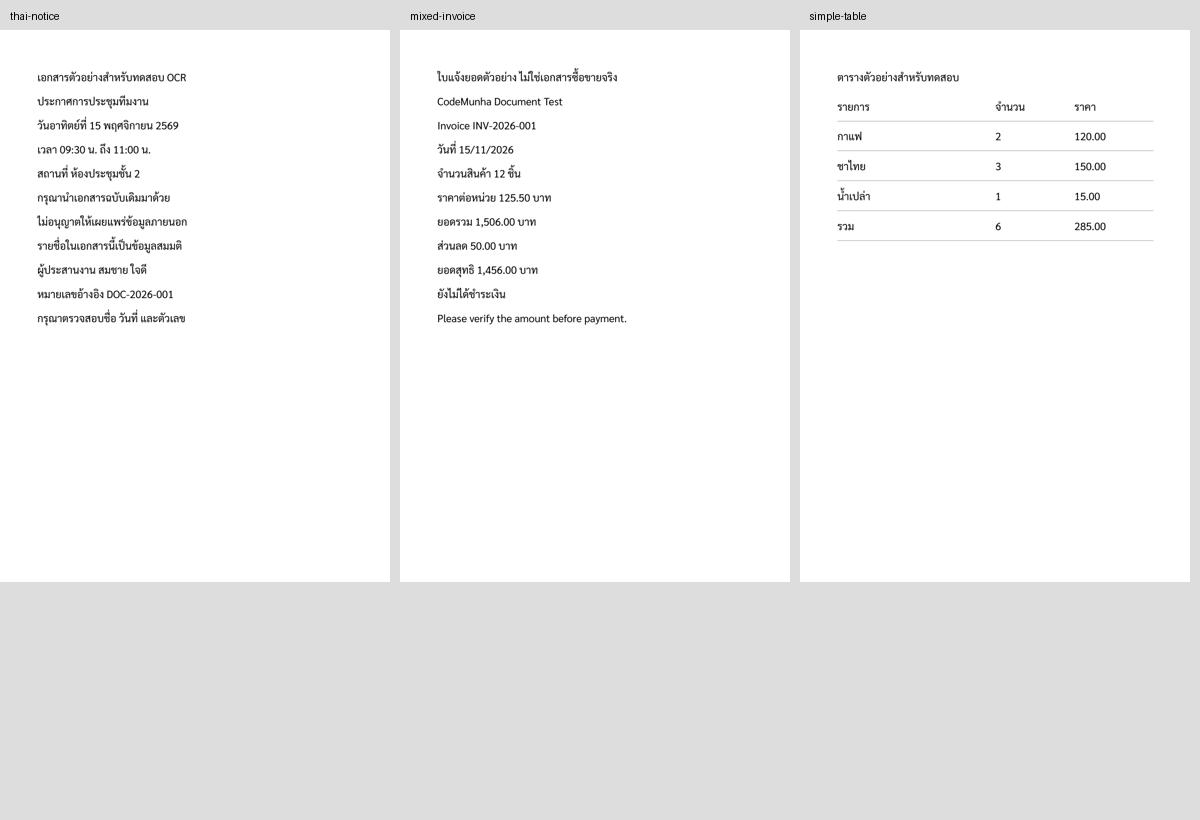 thai-notice
เอกสารตัวอย่างสำหรับทดสอบ OCR
ประกาศการประชุมทีมงาน
วันอาทิตย์ที่ 15 พฤศจิกายน 2569
เวลา 09:30 น. ถึง 11:00 น.
สถานที่ ห้องประชุมชั้น 2
กรุณานำเอกสารฉบับเดิมมาด้วย
ไม่อนุญาตให้เผยแพร่ข้อมูลภายนอก
รายชื่อในเอกสารนี้เป็นข้อมูลสมมติ
ผู้ประสานงาน สมชาย ใจดี
หมายเลขอ้างอิง DOC-2026-001
กรุณาตรวจสอบชื่อ วันที่ และตัวเลข
mixed-invoice
ใบแจ้งยอดตัวอย่าง ไม่ใช่เอกสารซื้อขายจริง
CodeMunha Document Test
Invoice INV-2026-001
วันที่ 15/11/2026
จำนวนสินค้า 12 ชิ้น
ราคาต่อหน่วย 125.50 บาท
ยอดรวม 1,506.00 บาท
ส่วนลด 50.00 บาท
ยอดสุทธิ 1,456.00 บาท
ยังไม่ได้ชำระเงิน
Please verify the amount before payment.
simple-table
ตารางตัวอย่างสำหรับทดสอบ
รายการ จำนวน ราคา
กาแฟ 2 120.00
ชาไทย 3 150.00
น้ำเปล่า 1 15.00
รวม 6 285.00